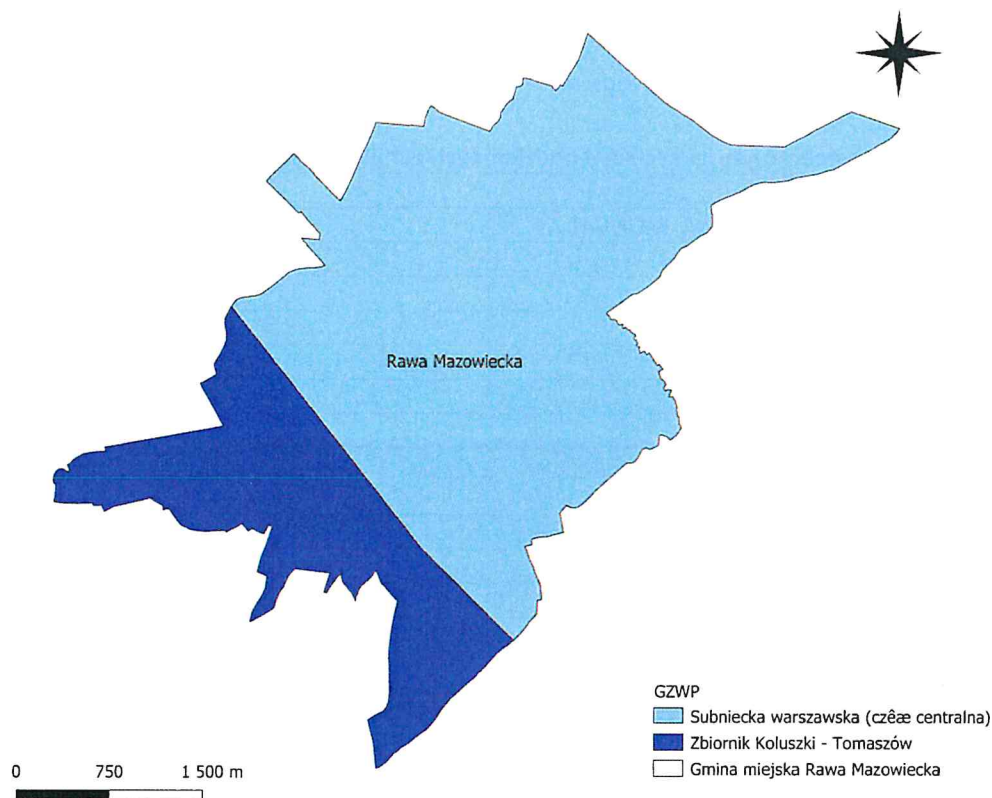 Rawa Mazowiecka
GZWP
Subniecka warszawska (czêæ centralna)
Zbiornik Koluszki - Tomaszów
Gmina miejska Rawa Mazowiecka
0 750 1 500 m